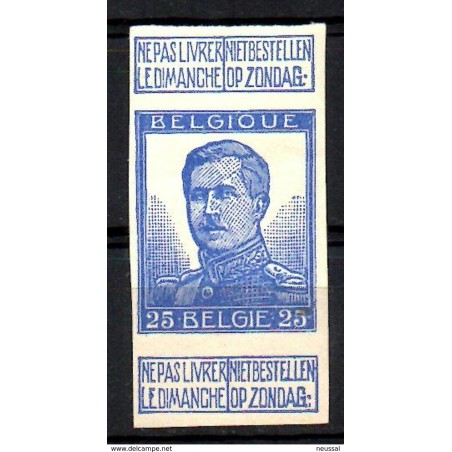 NE PAS LIVRER NIET BESTELLEN
LE DIMANCHE OP ZONDAG.
BELGIQUE
25 BELGIE 25
NE PAS LIVRER NIET BESTELLEN
LE DIMANCHE OP ZONDAG.
www.delcampe.net
neussal